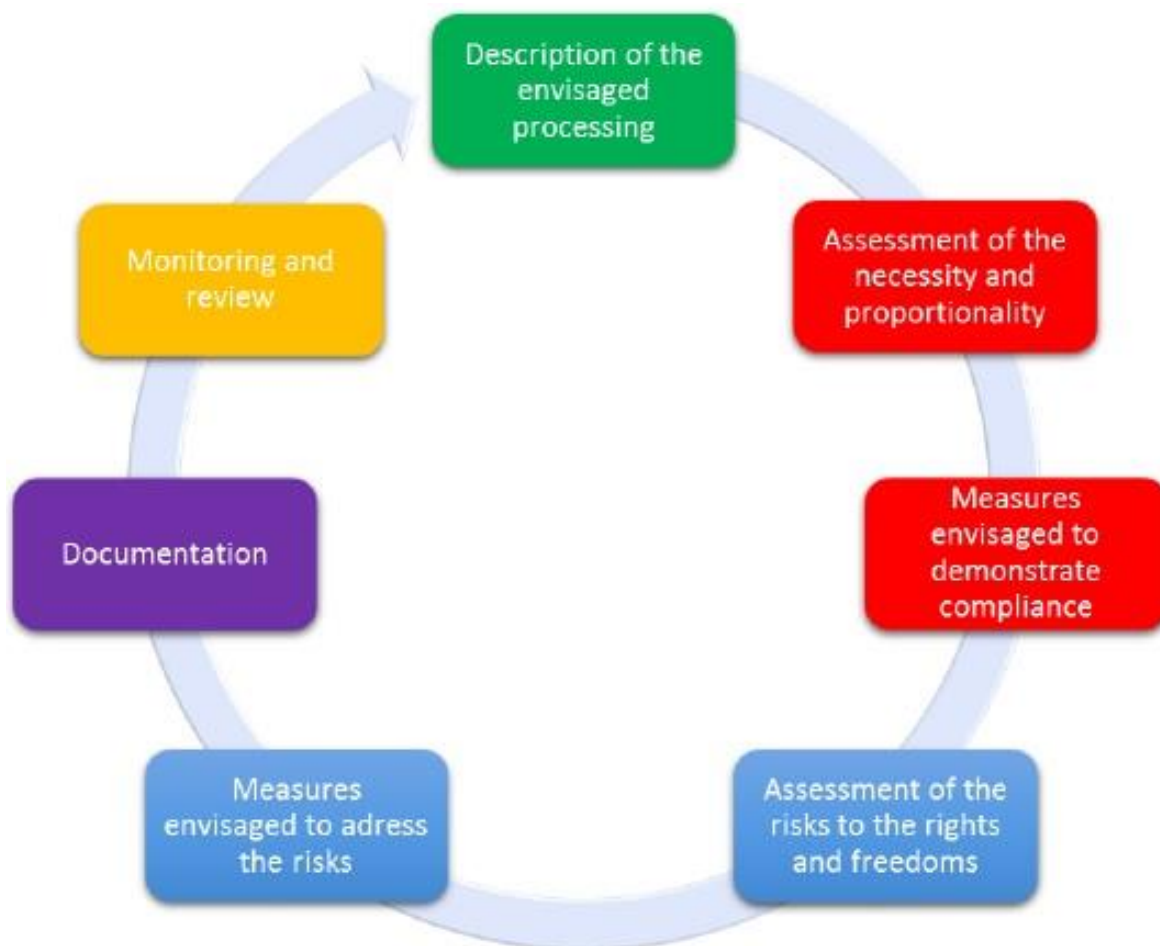 Description of the
envisaged
processing
Assessment of the
necessity and
proportionality
Measures
envisaged to
demonstrate
compliance
Assessment of the
risks to the rights
and freedoms
Measures
envisaged to adress
the risks
Documentation
Monitoring and
review